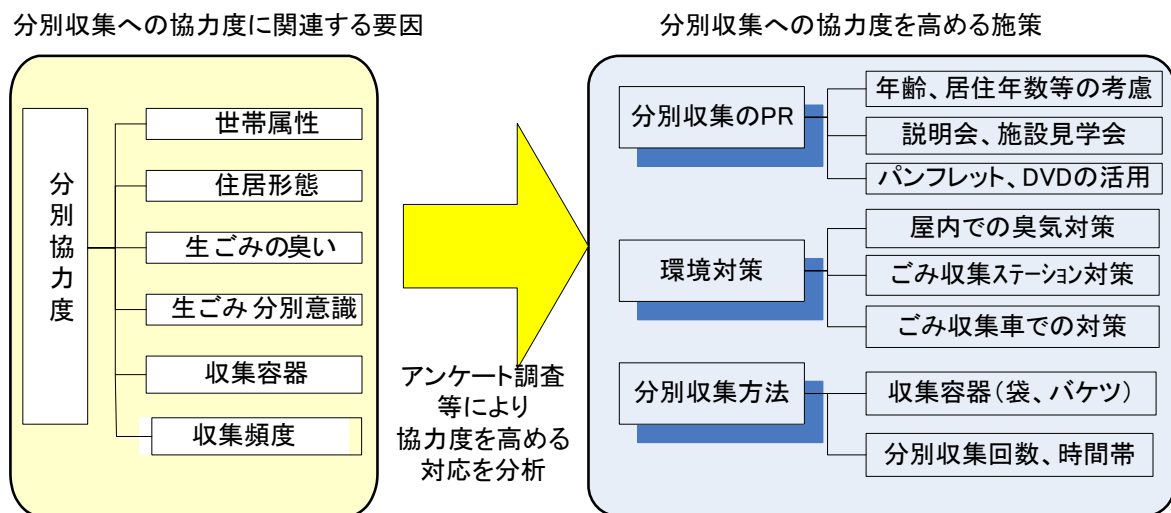 分別収集への協力度に関連する要因
分別協力度
世帯属性
住居形態
生ごみの臭い
生ごみ分別意識
収集容器
収集頻度
アンケート調査
等により
協力度を高める
対応を分析
分別収集への協力度を高める施策
分別収集のPR
年齢、居住年数等の考慮
説明会、施設見学会
パンフレット、DVDの活用
環境対策
屋内での臭気対策
ごみ収集ステーション対策
ごみ収集車での対策
分別収集方法
収集容器(袋、バケツ)
分別収集回数、時間帯